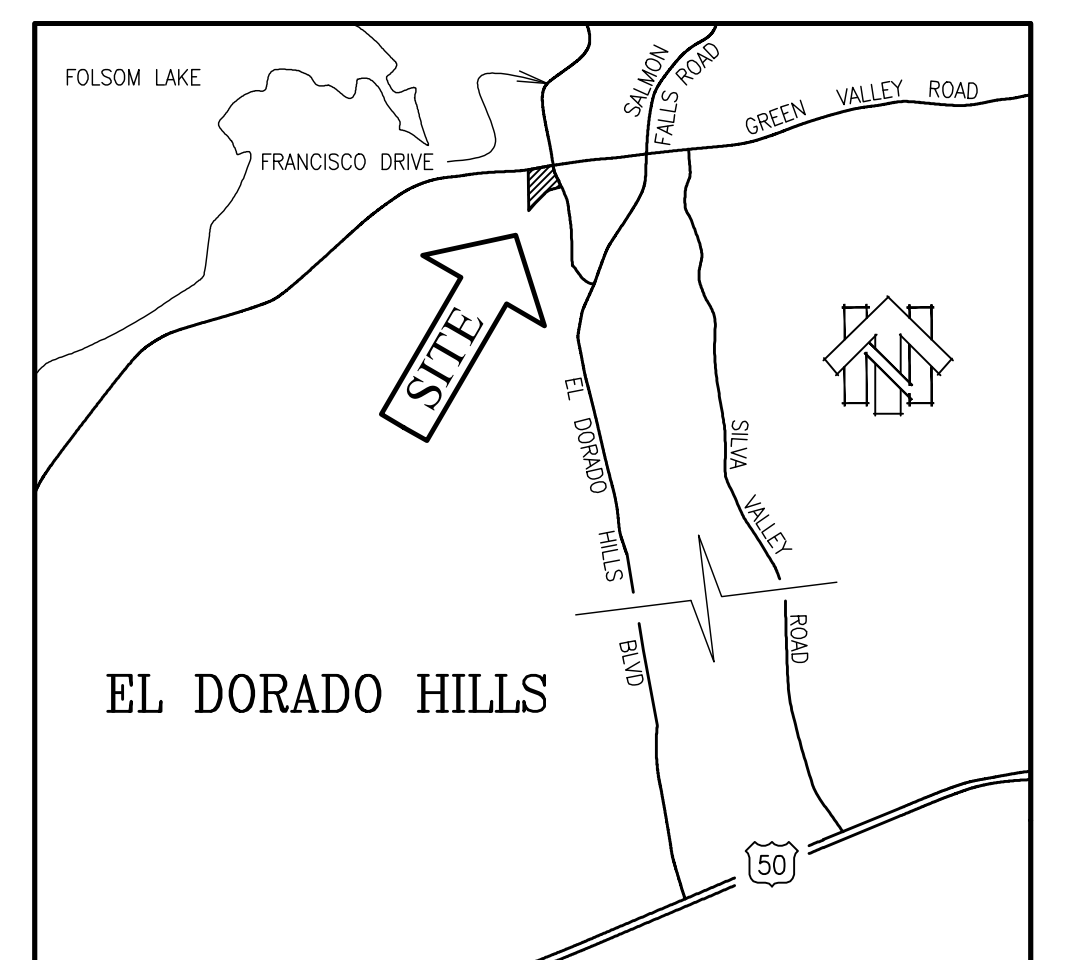 FOLSOM LAKE
SALMON
FALLS ROAD
GREEN VALLEY ROAD
FRANCISCO DRIVE
SITE
EL DORADO HILLS BLVD
SILVA VALLEY ROAD
EL DORADO HILLS
50